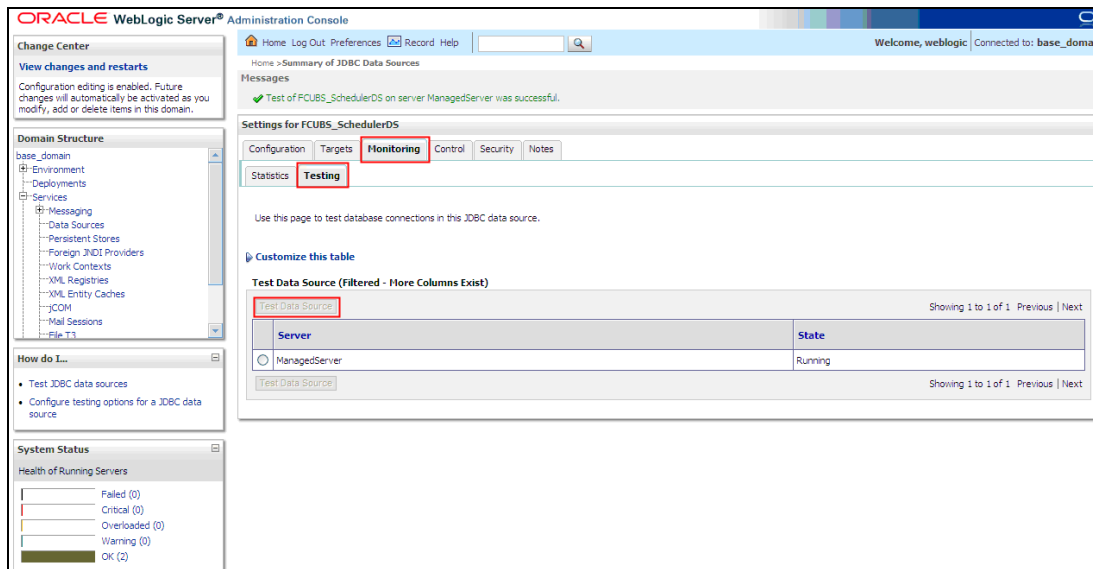 ORACLE WebLogic Server® Administration Console
Change Center
View changes and restarts
Configuration editing is enabled. Future
changes will automatically be activated as you
modify, add or delete items in this domain.
Domain Structure
base_domain
Environment
Deployments
Services
Messaging
Data Sources
Persistent Stores
Foreign JNDI Providers
Work Contexts
XML Registries
XML Entity Caches
jCOM
Mail Sessions
File T3
How do I...
Test JDBC data sources
Configure testing options for a JDBC data
source
System Status
Health of Running Servers
Failed (0)
Critical (0)
Overloaded (0)
Warning (0)
OK (2)
Home Log Out Preferences Record Help
Welcome, weblogic Connected to: base_doma
Home >Summary of JDBC Data Sources
Messages
Test of FCUBS_SchedulerDS on server ManagedServer was successful.
Settings for FCUBS_SchedulerDS
Configuration Targets Monitoring Control Security Notes
Statistics Testing
Use this page to test database connections in this JDBC data source.
Customize this table
Test Data Source (Filtered - More Columns Exist)
Test Data Source Showing 1 to 1 of 1 Previous | Next
Server State
ManagedServer Running
Test Data Source Showing 1 to 1 of 1 Previous | Next